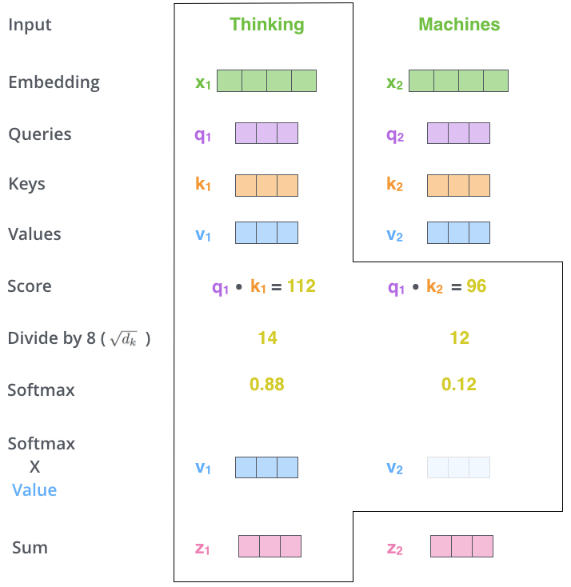 Input Thinking Machines
Embedding x₁ x₂
Queries q₁ q₂
Keys k₁ k₂
Values v₁ v₂
Score q₁ • k₁ = 112 q₁ • k₂ = 96
Divide by 8 ( √dₖ ) 14 12
Softmax 0.88 0.12
Softmax
X v₁ v₂
Value
Sum z₁ z₂